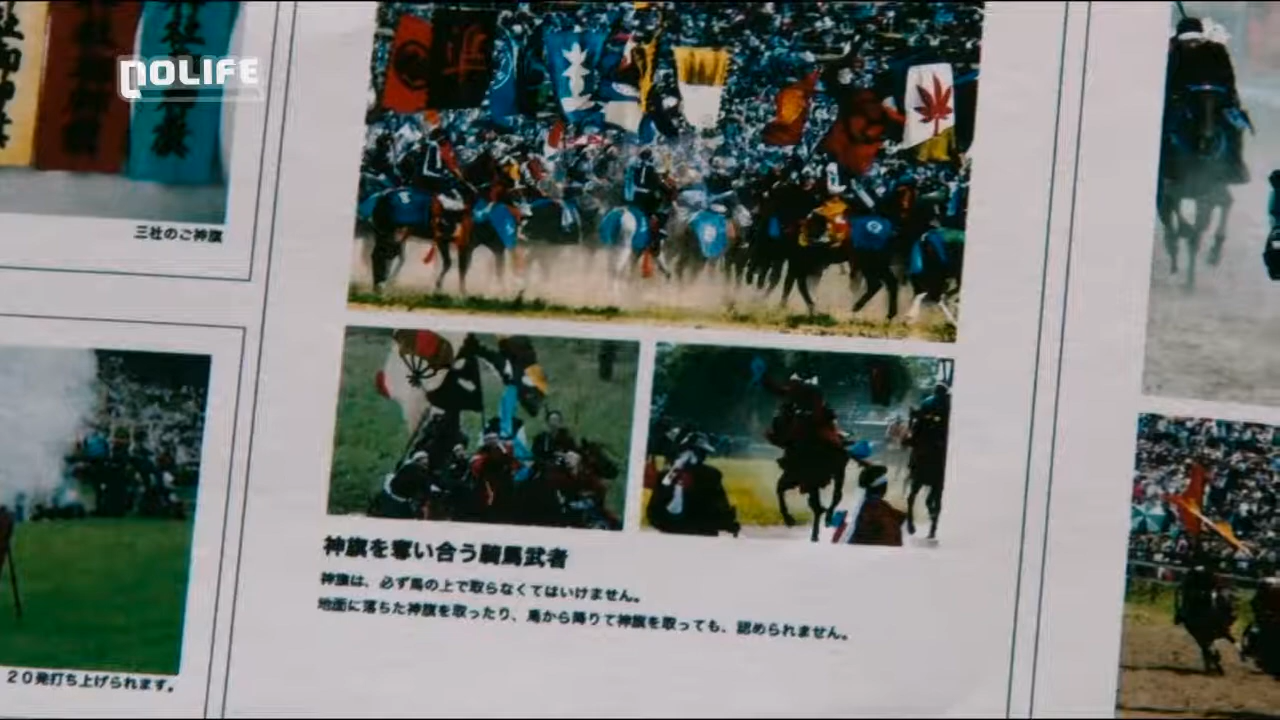 NOLIFE
三社のご神旗
神旗を奪い合う騎馬武者
神旗は、必ず馬の上で取らなくてはいけません。
地面に落ちた神旗を取ったり、馬から降りて神旗を取っても、認められません。
20発打ち上げられます。